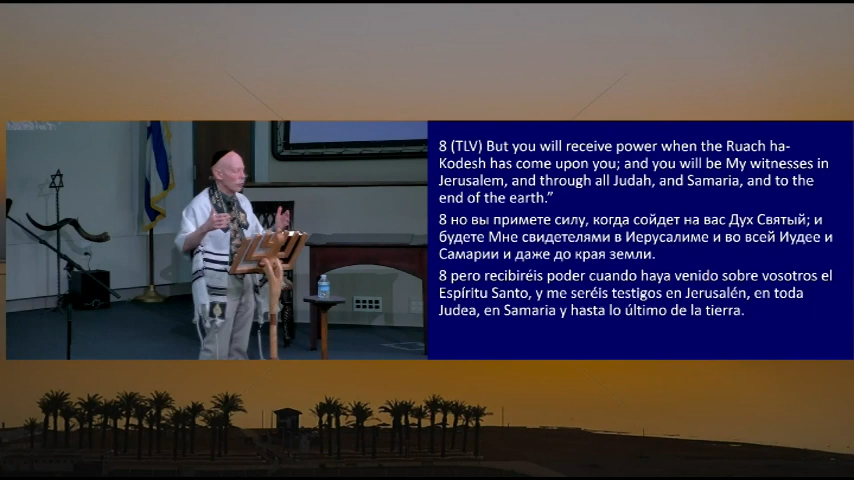 8 (TLV) But you will receive power when the Ruach ha-
Kodesh has come upon you; and you will be My witnesses in
Jerusalem, and through all Judah, and Samaria, and to the
end of the earth.”
8 но вы примете силу, когда сойдет на вас Дух Святый; и
будете Мне свидетелями в Иерусалиме и во всей Иудее и
Самарии и даже до края земли.
8 pero recibiréis poder cuando haya venido sobre vosotros el
Espíritu Santo, y me seréis testigos en Jerusalén, en toda
Judea, en Samaria y hasta lo último de la tierra.